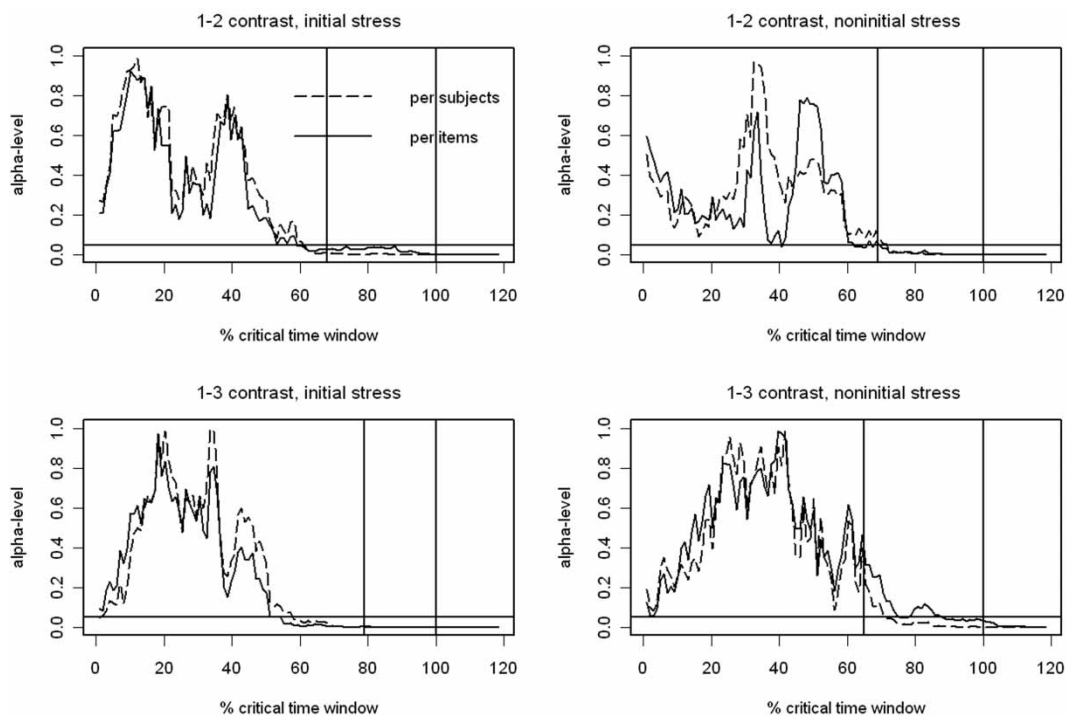 1-2 contrast, initial stress
alpha-level
1.0
0.8
0.6
0.4
0.2
0.0
per subjects
per items
0 20 40 60 80 100 120
% critical time window
1-2 contrast, noninitial stress
alpha-level
1.0
0.8
0.6
0.4
0.2
0.0
0 20 40 60 80 100 120
% critical time window
1-3 contrast, initial stress
alpha-level
1.0
0.8
0.6
0.4
0.2
0.0
0 20 40 60 80 100 120
% critical time window
1-3 contrast, noninitial stress
alpha-level
1.0
0.8
0.6
0.4
0.2
0.0
0 20 40 60 80 100 120
% critical time window